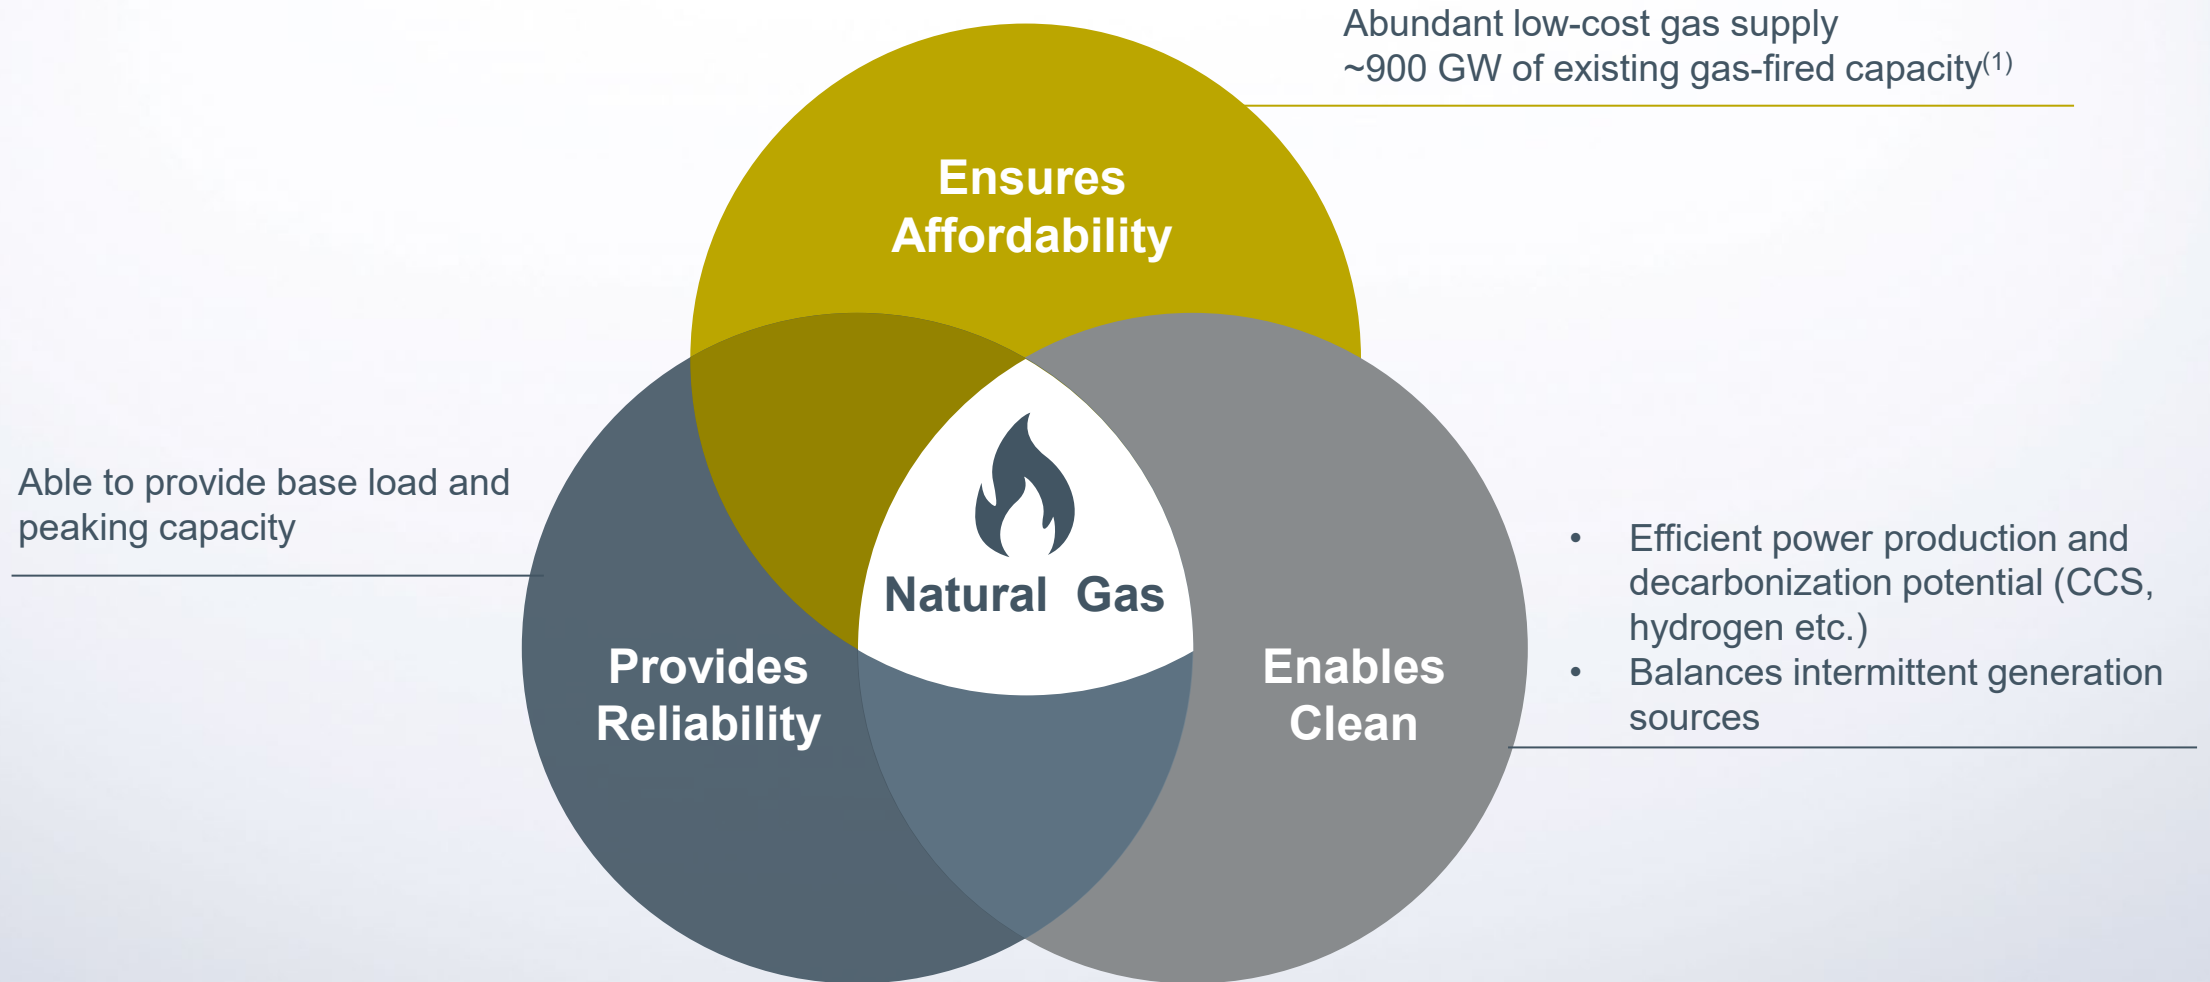 Abundant low-cost gas supply
~900 GW of existing gas-fired capacity(1)
Ensures
Affordability
Able to provide base load and
peaking capacity
Natural Gas
Provides
Reliability
Enables
Clean
• Efficient power production and
decarbonization potential (CCS,
hydrogen etc.)
• Balances intermittent generation
sources